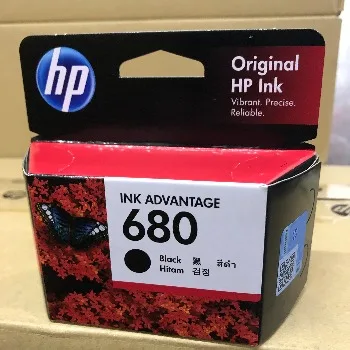 hp
Original
HP Ink
Vibrant. Precise.
Reliable.
INK ADVANTAGE
680
Black 黑 สีดำ
Hitam 검정